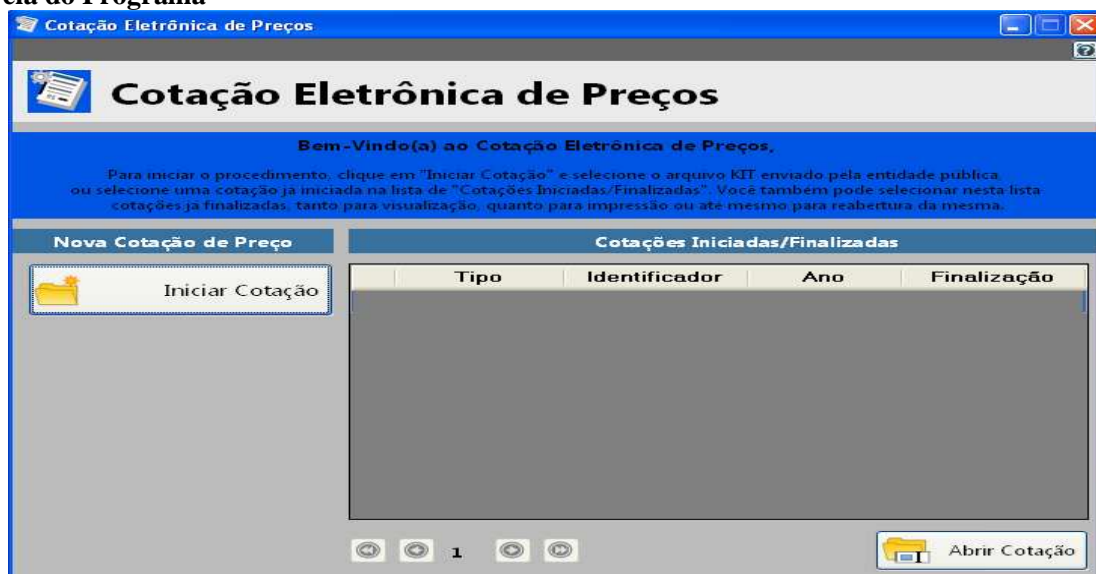 do Programa
Cotação Eletrônica de Preços
Cotação Eletrônica de Preços
Bem-Vindo(a) ao Cotação Eletrônica de Preços,
Para iniciar o procedimento, clique em "Iniciar Cotação" e selecione o arquivo KIT enviado pela entidade pública,
ou selecione uma cotação já iniciada na lista de "Cotações Iniciadas/Finalizadas". Você também pode selecionar nesta lista
cotações já finalizadas, tanto para visualização, quanto para impressão ou até mesmo para reabertura da mesma.
Nova Cotação de Preço
Cotações Iniciadas/Finalizadas
Iniciar Cotação
Tipo Identificador Ano Finalização
1
Abrir Cotação